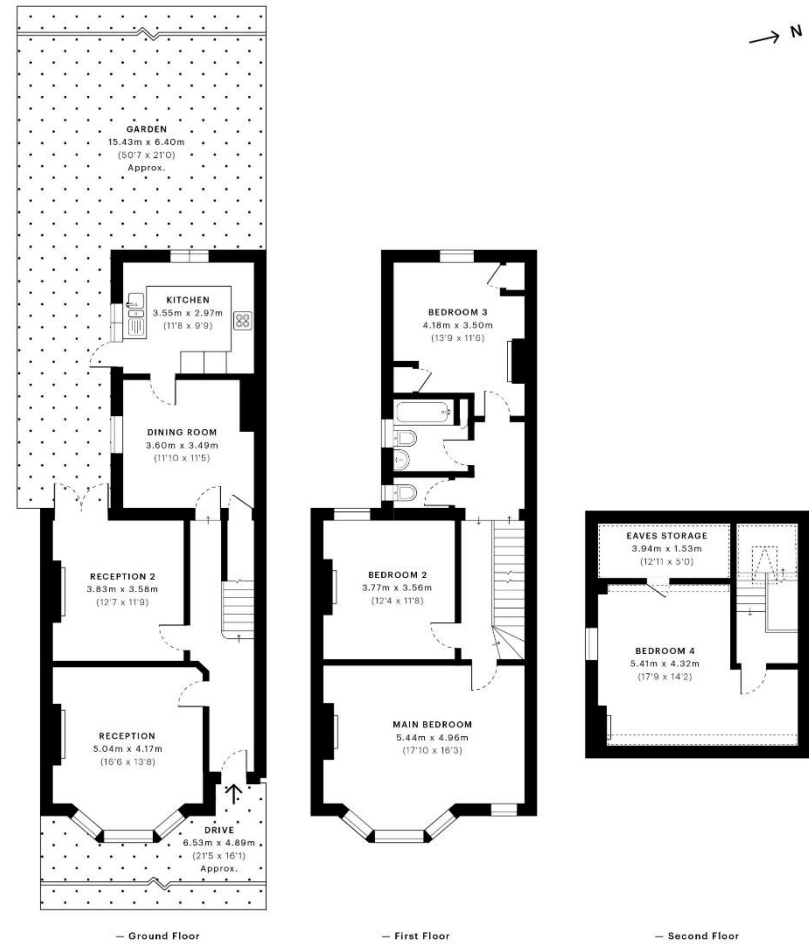 N
GARDEN
15.43m x 6.40m
(50'7 x 21'0)
Approx.
KITCHEN
3.55m x 2.97m
(11'8 x 9'9)
DINING ROOM
3.60m x 3.49m
(11'10 x 11'5)
RECEPTION 2
3.83m x 3.58m
(12'7 x 11'9)
RECEPTION
5.04m x 4.17m
(16'6 x 13'8)
DRIVE
6.53m x 4.89m
(21'5 x 16'1)
Approx.
— Ground Floor
BEDROOM 3
4.18m x 3.50m
(13'9 x 11'6)
BEDROOM 2
3.77m x 3.56m
(12'4 x 11'8)
MAIN BEDROOM
5.44m x 4.96m
(17'10 x 16'3)
— First Floor
EAVES STORAGE
3.94m x 1.53m
(12'11 x 5'0)
BEDROOM 4
5.41m x 4.32m
(17'9 x 14'2)
— Second Floor